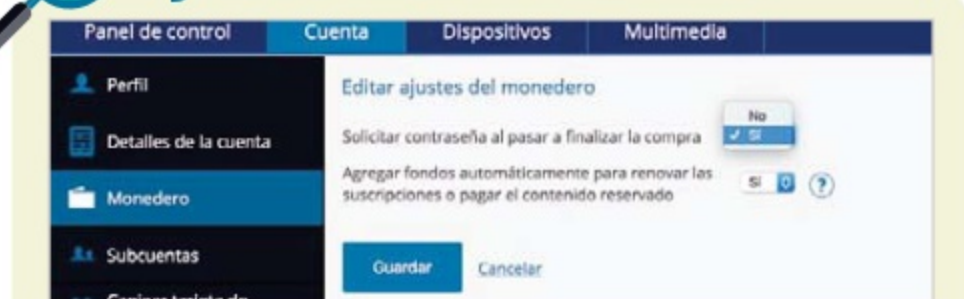 Panel de control Cuenta Dispositivos Multimedia
Perfil
Detalles de la cuenta
Monedero
Subcuentas
Editar ajustes del monedero
Solicitar contraseña al pasar a finalizar la compra
No
✓ Sí
Agregar fondos automáticamente para renovar las
suscripciones o pagar el contenido reservado
Sí ?
Guardar Cancelar